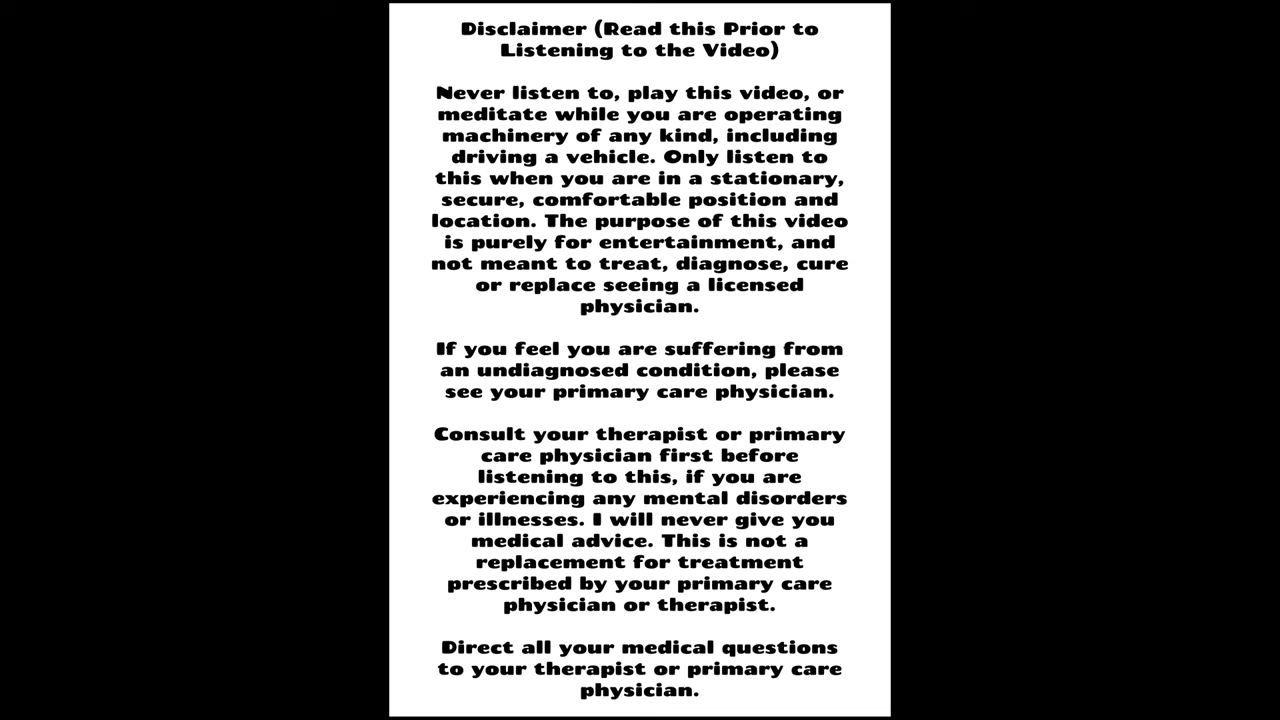 Disclaimer (Read this Prior to
Listening to the Video)
Never listen to, play this video, or
meditate while you are operating
machinery of any kind, including
driving a vehicle. Only listen to
this when you are in a stationary,
secure, comfortable position and
location. The purpose of this video
is purely for entertainment, and
not meant to treat, diagnose, cure
or replace seeing a licensed
physician.
If you feel you are suffering from
an undiagnosed condition, please
see your primary care physician.
Consult your therapist or primary
care physician first before
listening to this, if you are
experiencing any mental disorders
or illnesses. I will never give you
medical advice. This is not a
replacement for treatment
prescribed by your primary care
physician or therapist.
Direct all your medical questions
to your therapist or primary care
physician.